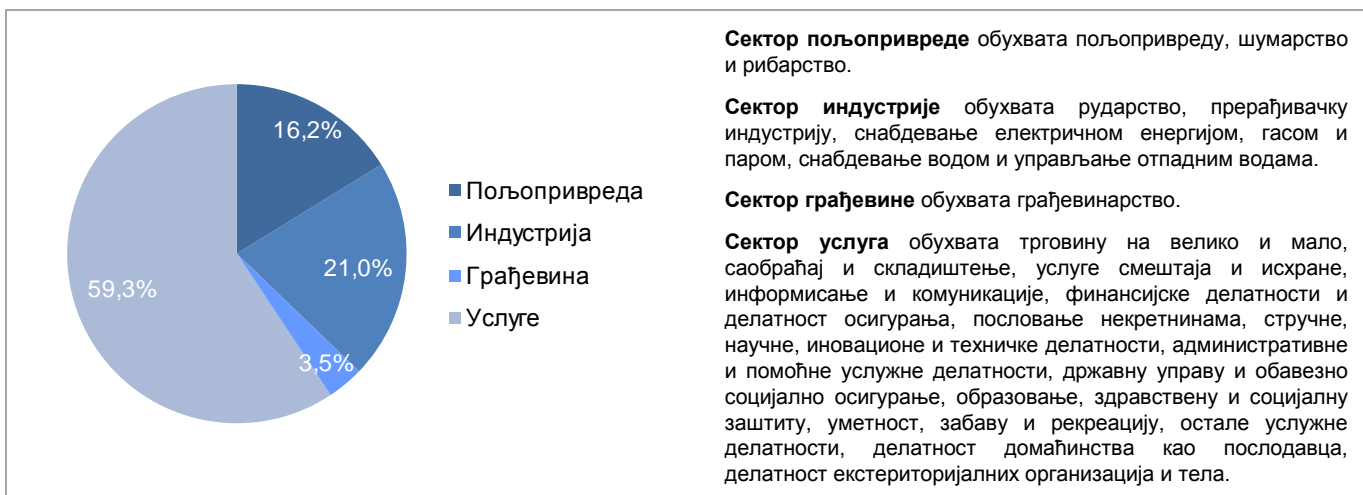 16,2%
21,0%
3,5%
59,3%
Пољопривреда
Индустрија
Грађевина
Услуге
Сектор пољопривреде обухвата пољопривреду, шумарство
и рибарство.
Сектор индустрије обухвата рударство, прерађивачку
индустрију, снабдевање електричном енергијом, гасом и
паром, снабдевање водом и управљање отпадним водама.
Сектор грађевине обухвата грађевинарство.
Сектор услуга обухвата трговину на велико и мало,
саобраћај и складиштење, услуге смештаја и исхране,
информисање и комуникације, финансијске делатности и
делатност осигурања, пословање некретнинама, стручне,
научне, иновационе и техничке делатности, административне
и помоћне услужне делатности, државну управу и обавезно
социјално осигурање, образовање, здравствену и социјалну
заштиту, уметност, забаву и рекреацију, остале услужне
делатности, делатност домаћинства као послодавца,
делатност екстериторијалних организација и тела.